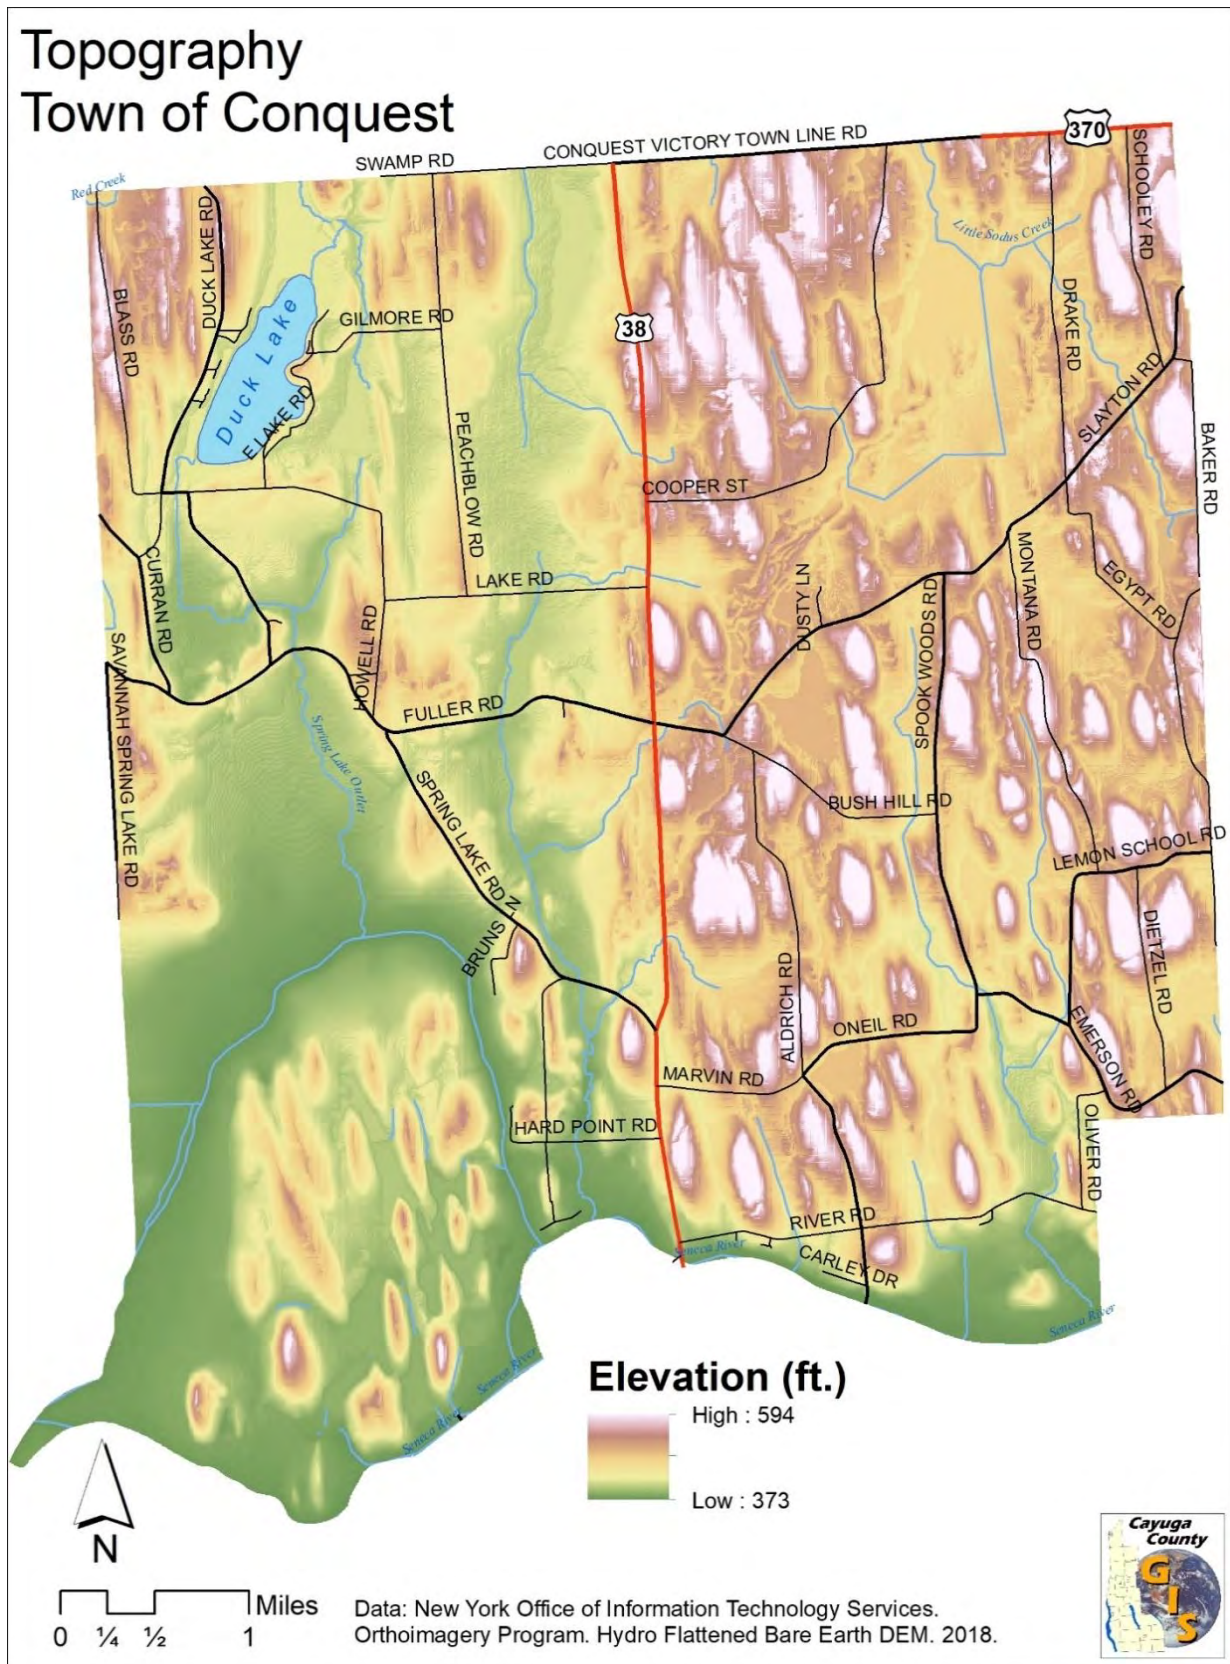 Topography
Town of Conquest
CONQUEST VICTORY TOWN LINE RD
370
SWAMP RD
Red Creek
DUCK LAKE RD
SCHOOLEY RD
Little Sodus Creek
BLASS RD
Duck Lake
GILMORE RD
38
DRAKE RD
SLAYTON RD
E LAKE RD
PEACHBLOW RD
BAKER RD
COOPER ST
CURRAN RD
LAKE RD
DUSTY LN
MONTANA RD
EGYPT RD
SAVANNAH SPRING LAKE RD
HOWELL RD
SPOOK WOODS RD
FULLER RD
Spring Lake Outlet
SPRING LAKE RD
BUSH HILL RD
LEMON SCHOOL RD
N
BRUNS
ALDRICH RD
DIETZEL RD
ONEIL RD
EMERSON RD
MARVIN RD
HARD POINT RD
OLIVER RD
RIVER RD
Seneca River
CARLEY DR
Seneca River
Seneca River
Seneca River
Elevation (ft.)
High : 594
Low : 373
N
Miles
0 ¼ ½ 1
Data: New York Office of Information Technology Services.
Orthoimagery Program. Hydro Flattened Bare Earth DEM. 2018.
Cayuga
County
GIS